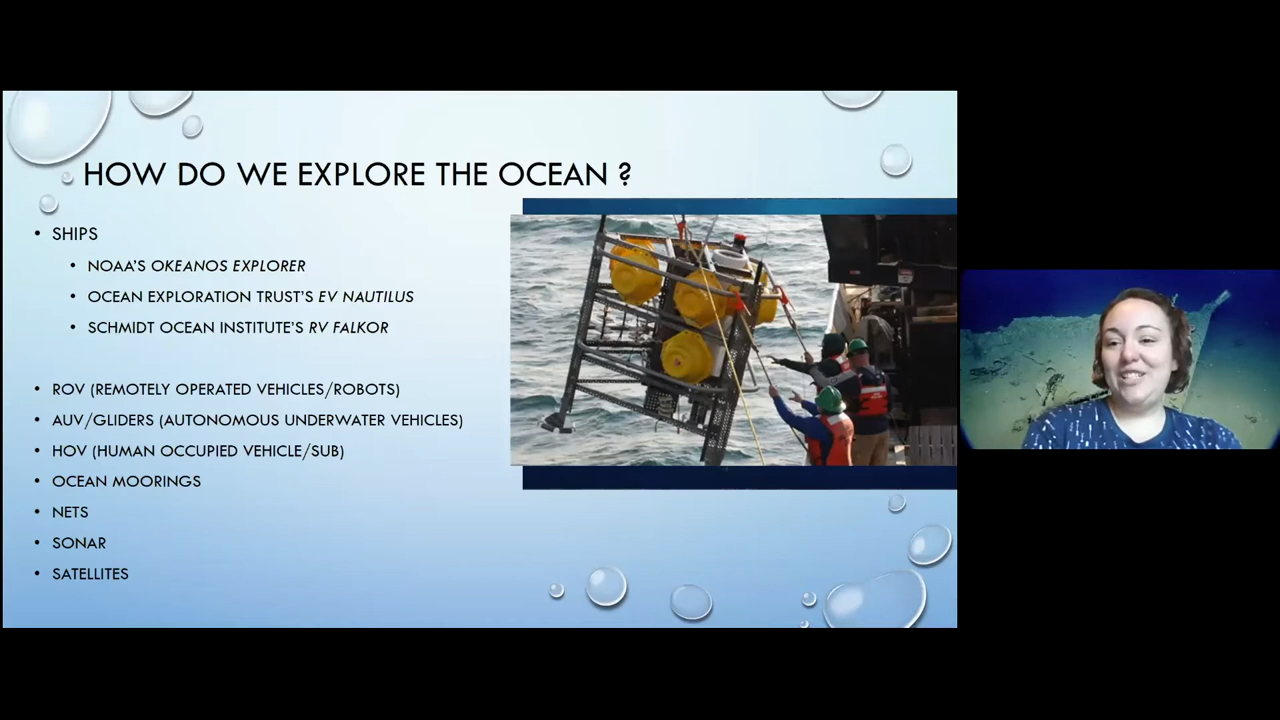 HOW DO WE EXPLORE THE OCEAN ?
• SHIPS
• NOAA'S OKEANOS EXPLORER
• OCEAN EXPLORATION TRUST'S EV NAUTILUS
• SCHMIDT OCEAN INSTITUTE'S RV FALKOR
• ROV (REMOTELY OPERATED VEHICLES/ROBOTS)
• AUV/GLIDERS (AUTONOMOUS UNDERWATER VEHICLES)
• HOV (HUMAN OCCUPIED VEHICLE/SUB)
• OCEAN MOORINGS
• NETS
• SONAR
• SATELLITES